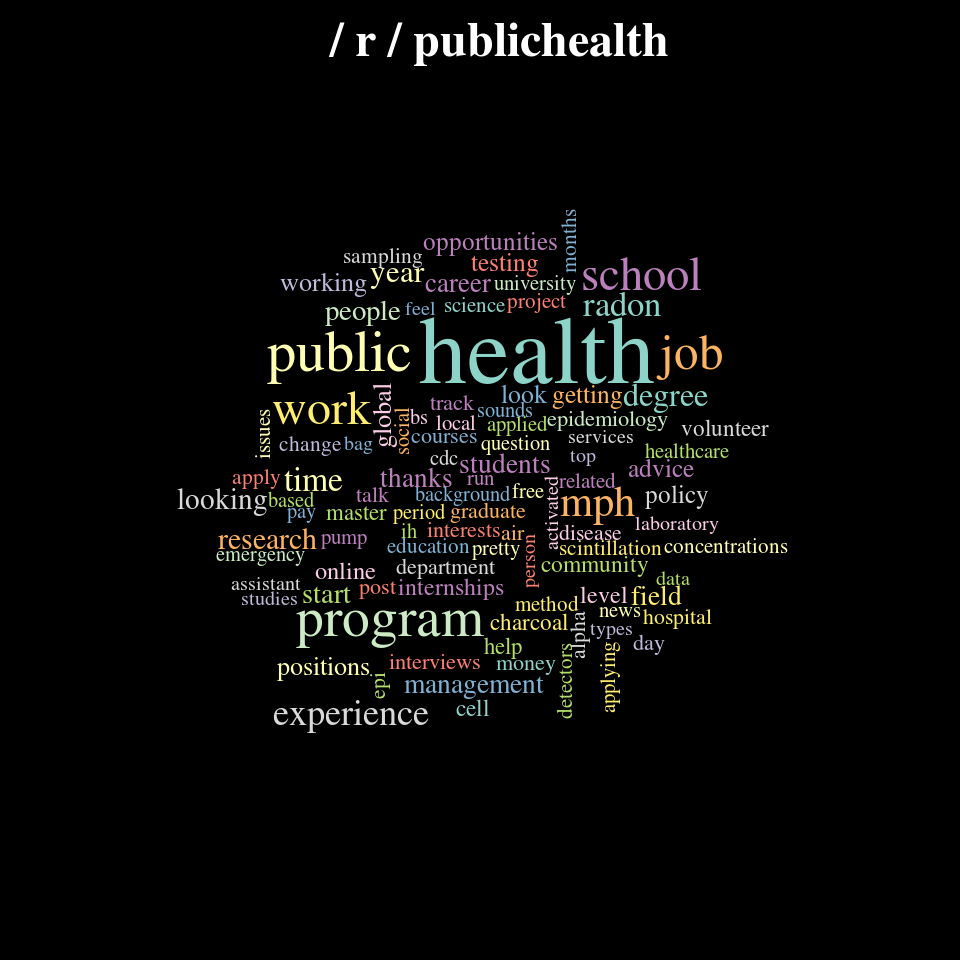 / r / publichealth
months
opportunities
sampling
testing
year
school
working
career
university
people
feel
science
project
radon
public
health
job
work
global
look
getting
degree
track
sounds
issues
social
bs
local
applied
epidemiology
volunteer
change
bag
courses
question
services
healthcare
cdc
students
top
advice
apply
time
thanks
run
related
looking
based
talk
background
free
activated
mph
policy
pay
master
period
graduate
laboratory
research
pump
ih
interests
air
disease
emergency
education
pretty
person
scintillation
concentrations
online
department
community
data
assistant
studies
start
post
internships
method
level
field
news
hospital
program
charcoal
alpha
types
help
day
positions
interviews
money
detectors
applying
epi
management
experience
cell